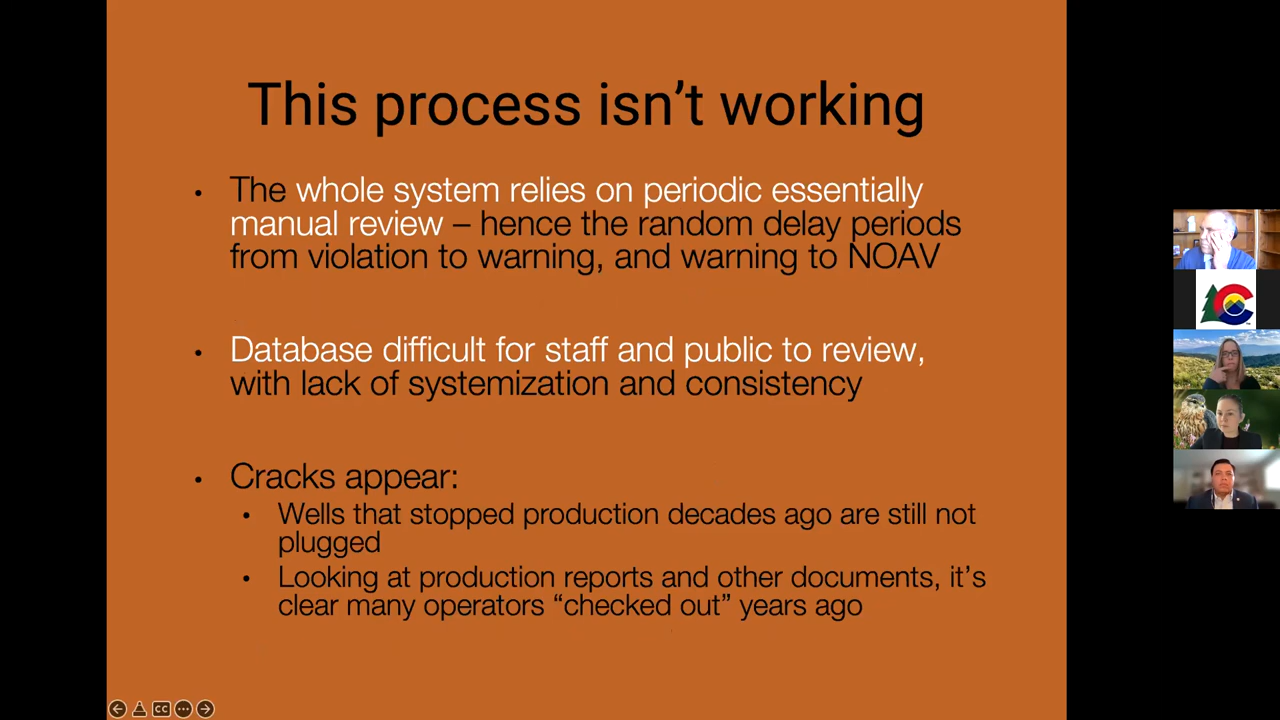 This process isn’t working
• The whole system relies on periodic essentially
manual review – hence the random delay periods
from violation to warning, and warning to NOAV
• Database difficult for staff and public to review,
with lack of systemization and consistency
• Cracks appear:
• Wells that stopped production decades ago are still not
plugged
• Looking at production reports and other documents, it’s
clear many operators “checked out” years ago
CC